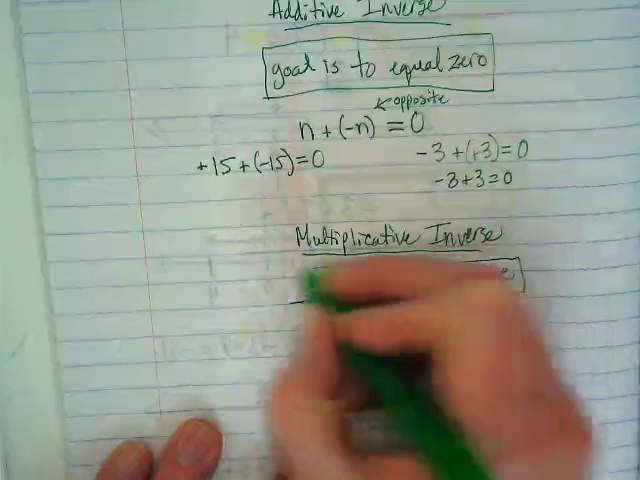 Additive Inverse
goal is to equal zero
opposite
n + (-n) = 0
+15 + (-15) = 0
-3 + (+3) = 0
-3 + 3 = 0
Multiplicative Inverse